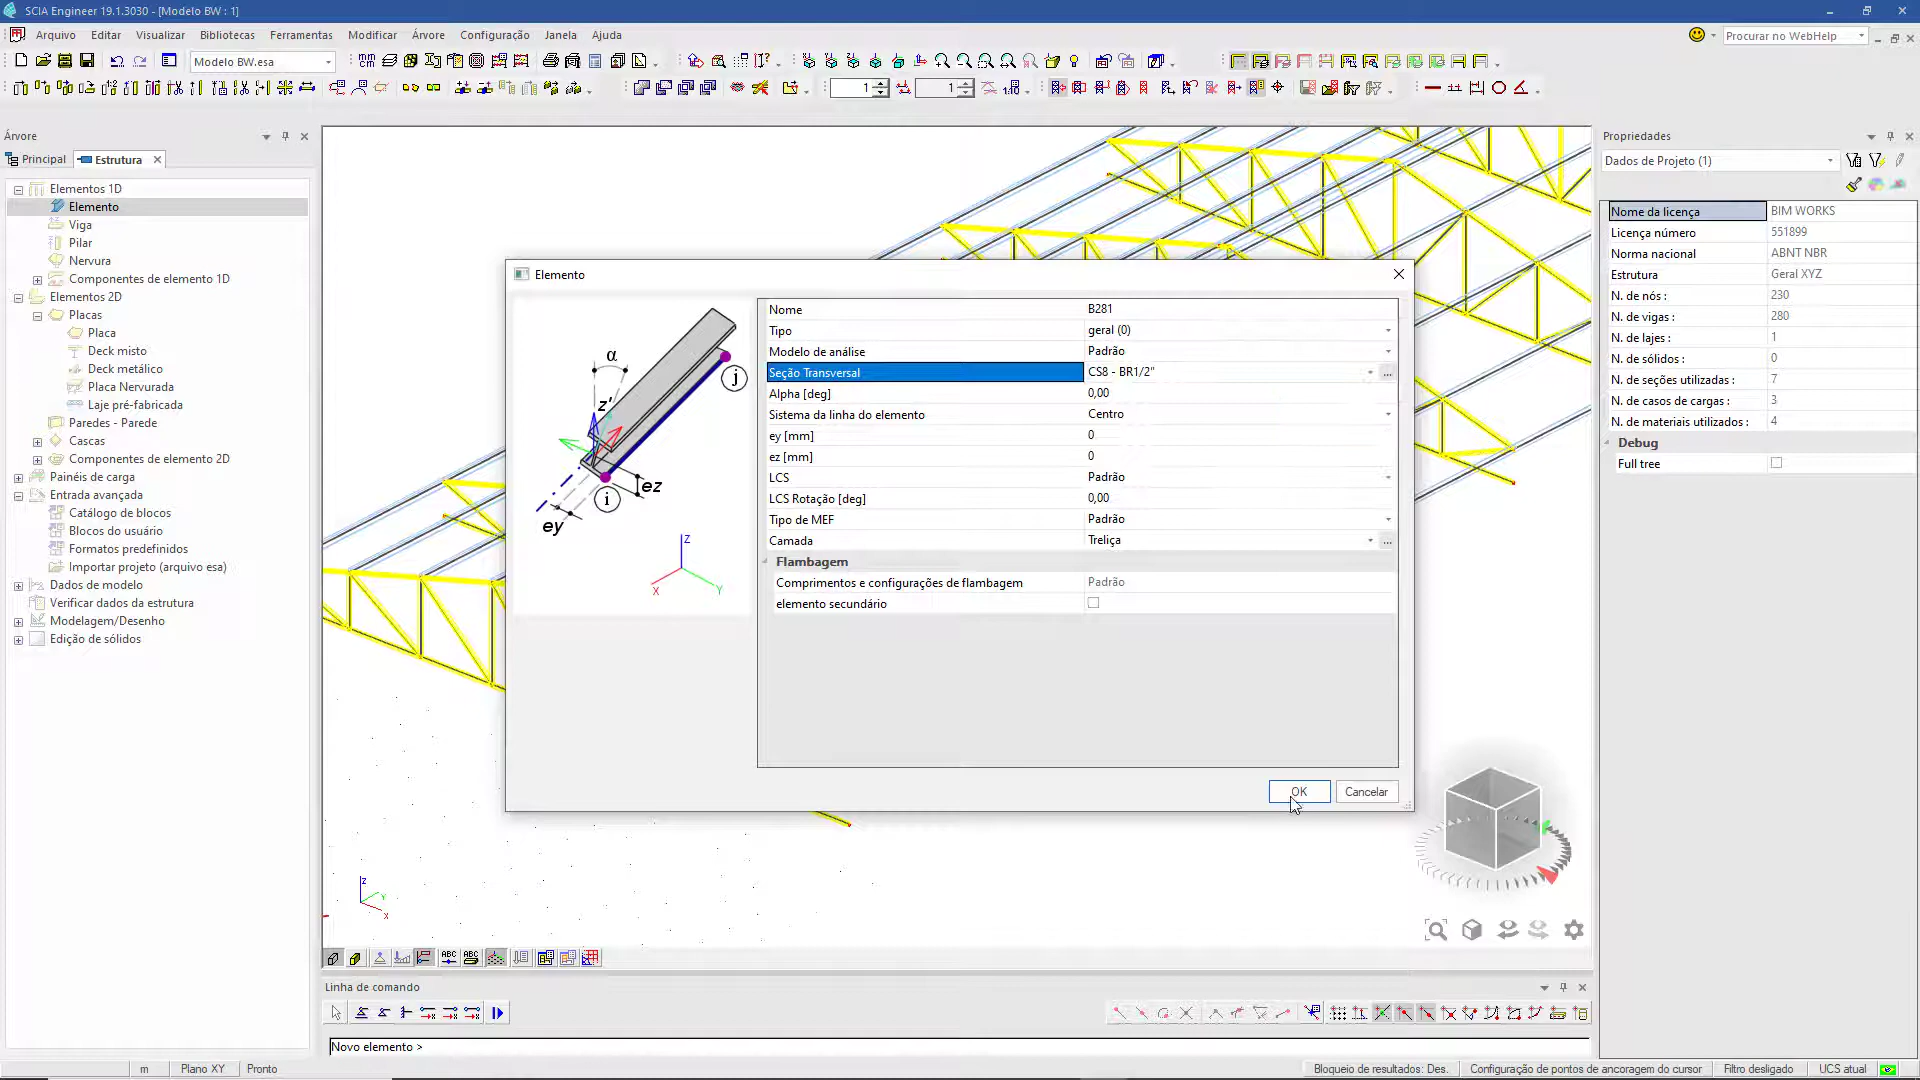 SCIA Engineer 19.1.3030 - [Modelo BW : 1]
Arquivo Editar Visualizar Bibliotecas Ferramentas Modificar Árvore Configuração Janela Ajuda
Procurar no WebHelp
Modelo BW.esa
1 1
Árvore
Principal Estrutura
Elementos 1D
Elemento
Viga
Pilar
Nervura
Componentes de elemento 1D
Elementos 2D
Placas
Placa
Deck misto
Deck metálico
Placa Nervurada
Laje pré-fabricada
Paredes - Parede
Cascas
Componentes de elemento 2D
Painéis de carga
Entrada avançada
Catálogo de blocos
Blocos do usuário
Formatos predefinidos
Importar projeto (arquivo esa)
Dados de modelo
Verificar dados da estrutura
Modelagem/Desenho
Edição de sólidos
Elemento
α
z'
j
i
ez
ey
Z
X
Y
Nome B281
Tipo geral (0)
Modelo de análise Padrão
Seção Transversal CS8 - BR1/2"
Alpha [deg] 0,00
Sistema da linha do elemento Centro
ey [mm] 0
ez [mm] 0
LCS Padrão
LCS Rotação [deg] 0,00
Tipo de MEF Padrão
Camada Treliça
Flambagem
Comprimentos e configurações de flambagem Padrão
elemento secundário
OK Cancelar
Propriedades
Dados de Projeto (1)
Nome da licença BIM WORKS
Licença número 551899
Norma nacional ABNT NBR
Estrutura Geral XYZ
N. de nós : 230
N. de vigas : 280
N. de lajes : 1
N. de sólidos : 0
N. de seções utilizadas : 7
N. de casos de cargas : 3
N. de materiais utilizados : 4
Debug
Full tree
Z
Y
X
Linha de comando
Novo elemento >
m Plano XY Pronto
Bloqueio de resultados: Des. Configuração de pontos de ancoragem do cursor Filtro desligado UCS atual